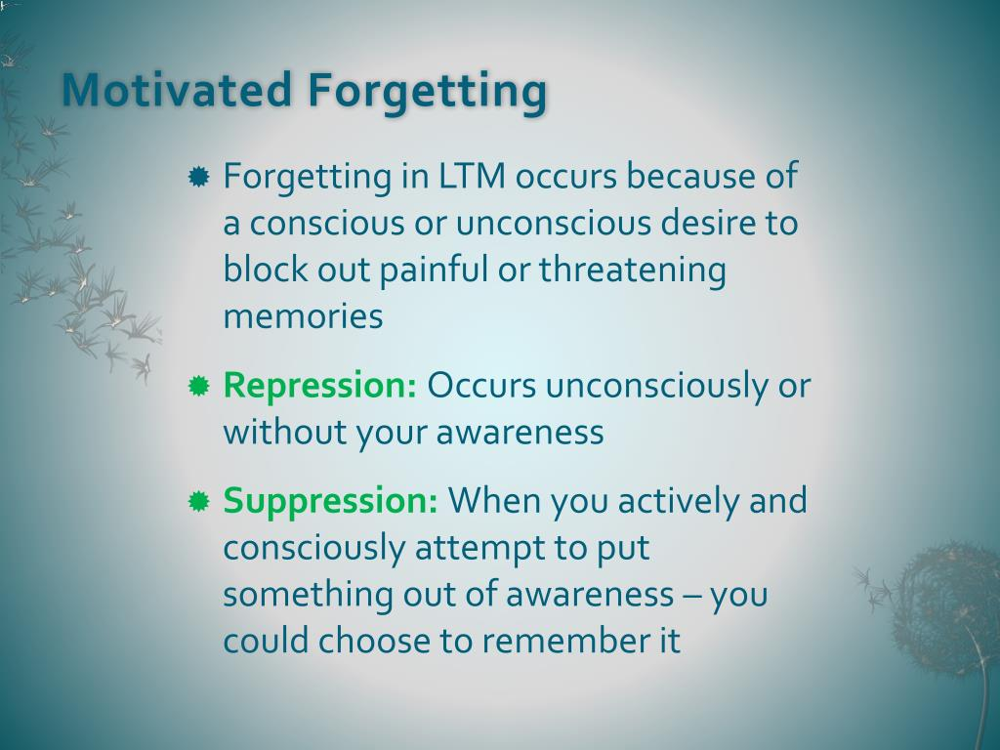 Motivated Forgetting
Forgetting in LTM occurs because of
a conscious or unconscious desire to
block out painful or threatening
memories
Repression: Occurs unconsciously or
without your awareness
Suppression: When you actively and
consciously attempt to put
something out of awareness – you
could choose to remember it